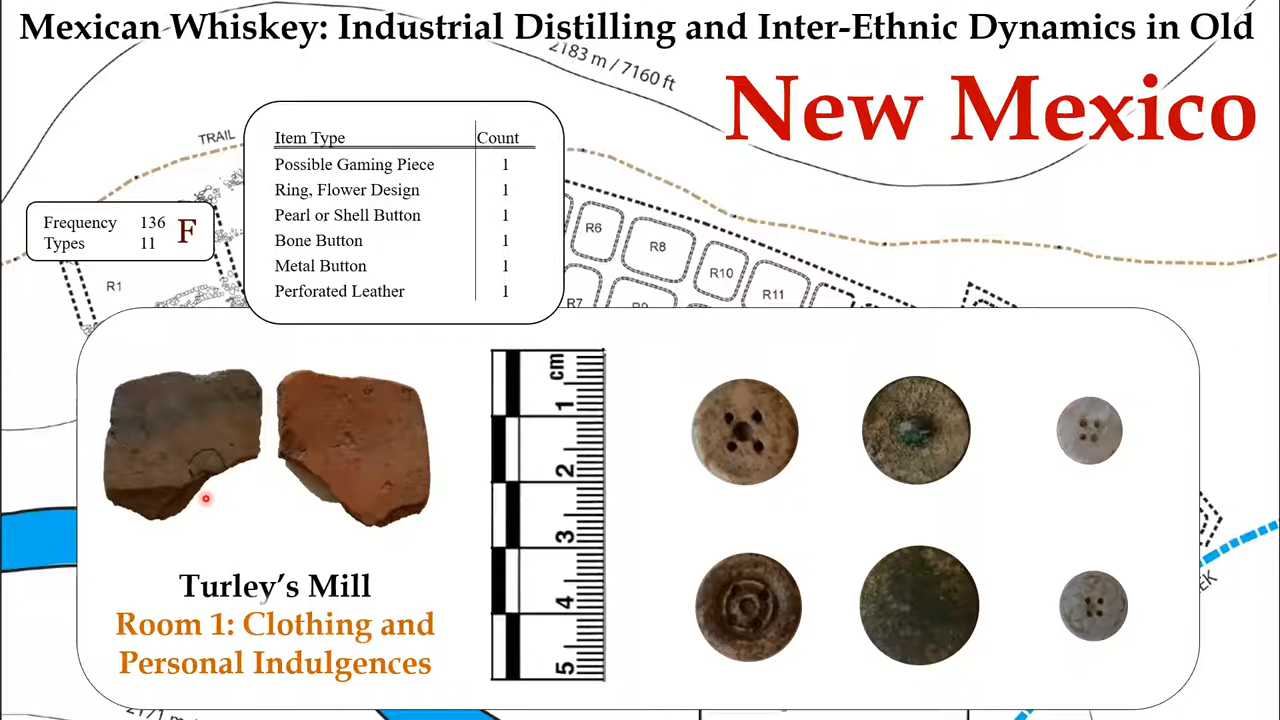 Mexican Whiskey: Industrial Distilling and Inter-Ethnic Dynamics in Old
New Mexico
2183 m / 7160 ft
TRAIL
Item Type Count
Possible Gaming Piece 1
Ring, Flower Design 1
Pearl or Shell Button 1
Bone Button 1
Metal Button 1
Perforated Leather 1
Frequency 136
Types 11
F
R1
R6
R8
R10
R11
R7
cm
1
2
3
4
5
Turley's Mill
Room 1: Clothing and
Personal Indulgences